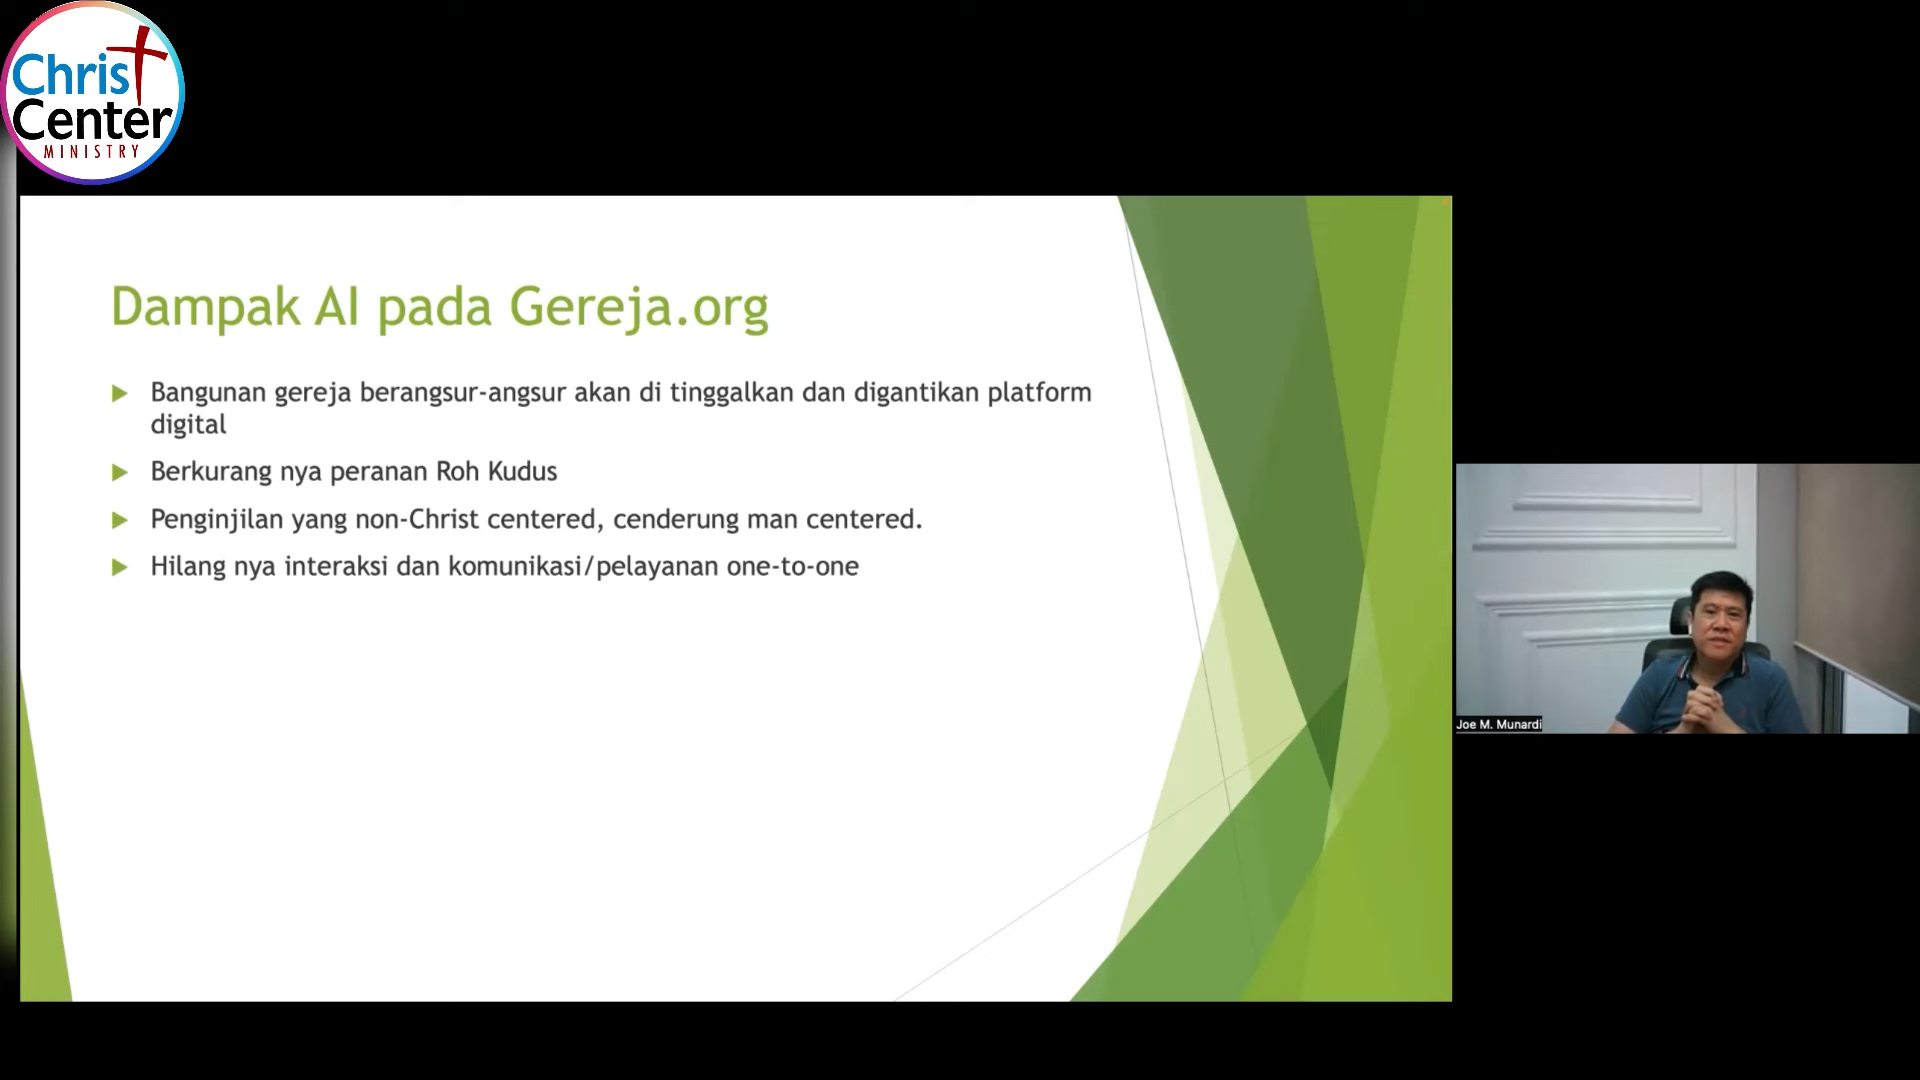 Christ
Center
MINISTRY
Dampak AI pada Gereja.org
Bangunan gereja berangsur-angsur akan di tinggalkan dan digantikan platform
digital
Berkurang nya peranan Roh Kudus
Penginjilan yang non-Christ centered, cenderung man centered.
Hilang nya interaksi dan komunikasi/pelayanan one-to-one
Joe M. Munardi